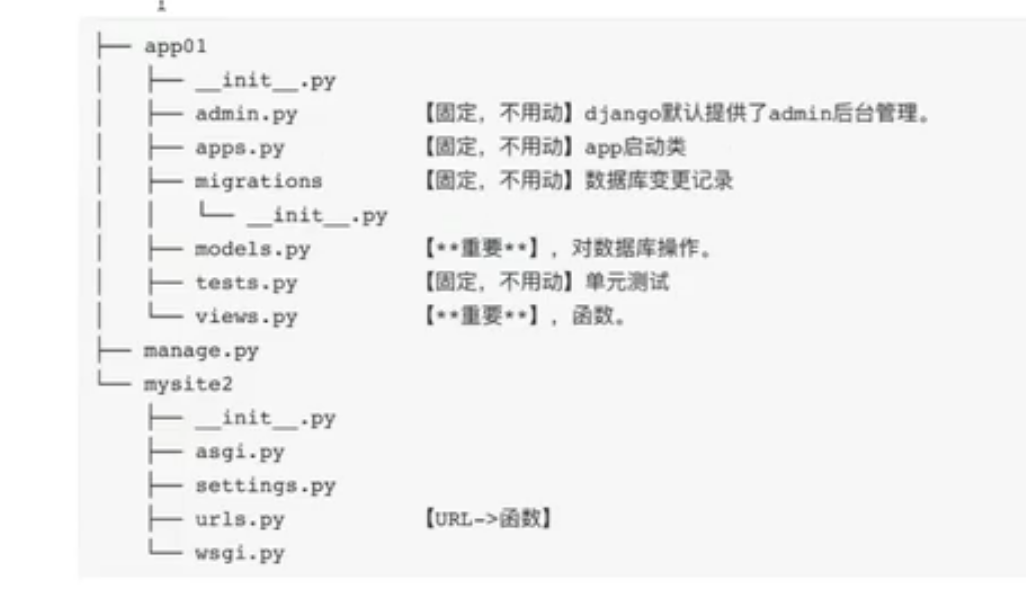 ├── app01
│   ├── __init__.py
│   ├── admin.py         【固定，不用动】django默认提供了admin后台管理。
│   ├── apps.py          【固定，不用动】app启动类
│   ├── migrations       【固定，不用动】数据库变更记录
│   │   └── __init__.py
│   ├── models.py        【**重要**】，对数据库操作。
│   ├── tests.py         【固定，不用动】单元测试
│   └── views.py         【**重要**】，函数。
├── manage.py
└── mysite2
    ├── __init__.py
    ├── asgi.py
    ├── settings.py
    ├── urls.py          【URL->函数】
    └── wsgi.py